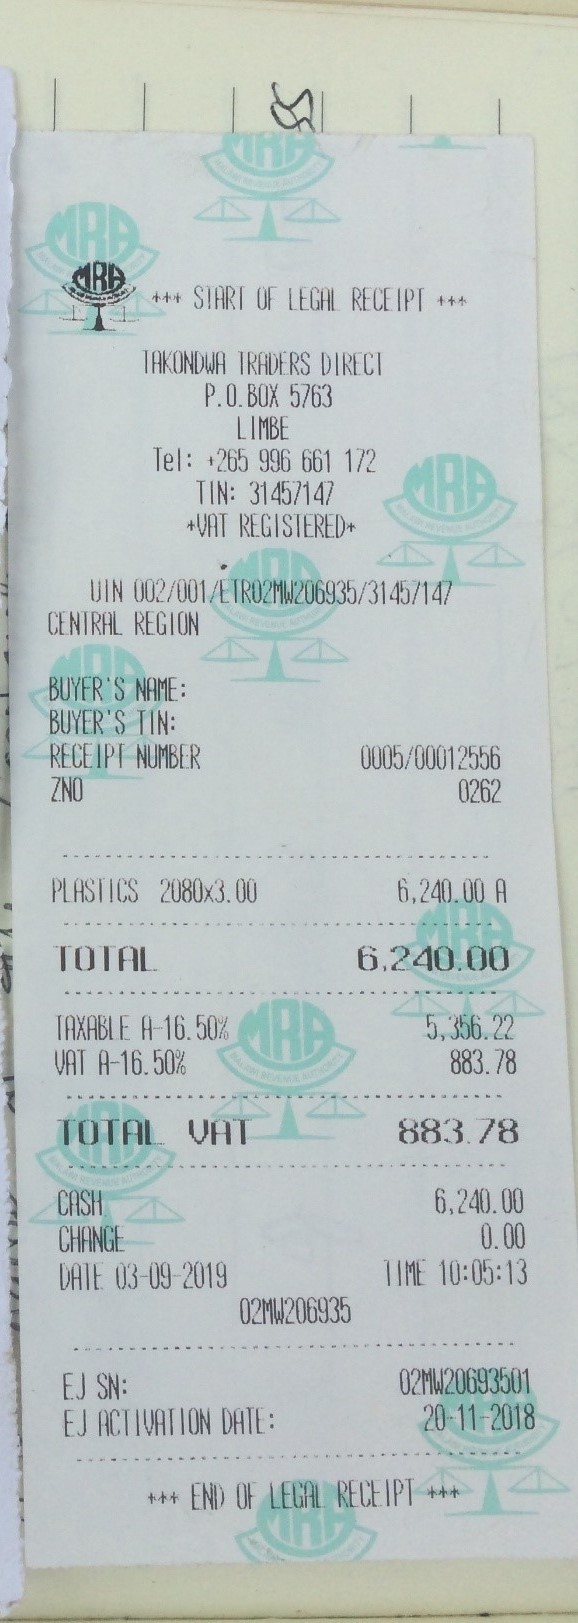 MRA
*** START OF LEGAL RECEIPT ***
TAKONDWA TRADERS DIRECT
P.O.BOX 5763
LIMBE
Tel: +265 996 661 172
TIN: 31457147
*VAT REGISTERED*
UIN 002/001/ETR02MW206935/31457147
CENTRAL REGION
BUYER'S NAME:
BUYER'S TIN:
RECEIPT NUMBER 0005/00012556
ZNO 0262
PLASTICS 2080x3.00 6,240.00 A
TOTAL 6,240.00
TAXABLE A-16.50% 5,356.22
VAT A-16.50% 883.78
TOTAL VAT 883.78
CASH 6,240.00
CHANGE 0.00
DATE 03-09-2019 TIME 10:05:13
02MW206935
EJ SN: 02MW20693501
EJ ACTIVATION DATE: 20-11-2018
*** END OF LEGAL RECEIPT ***